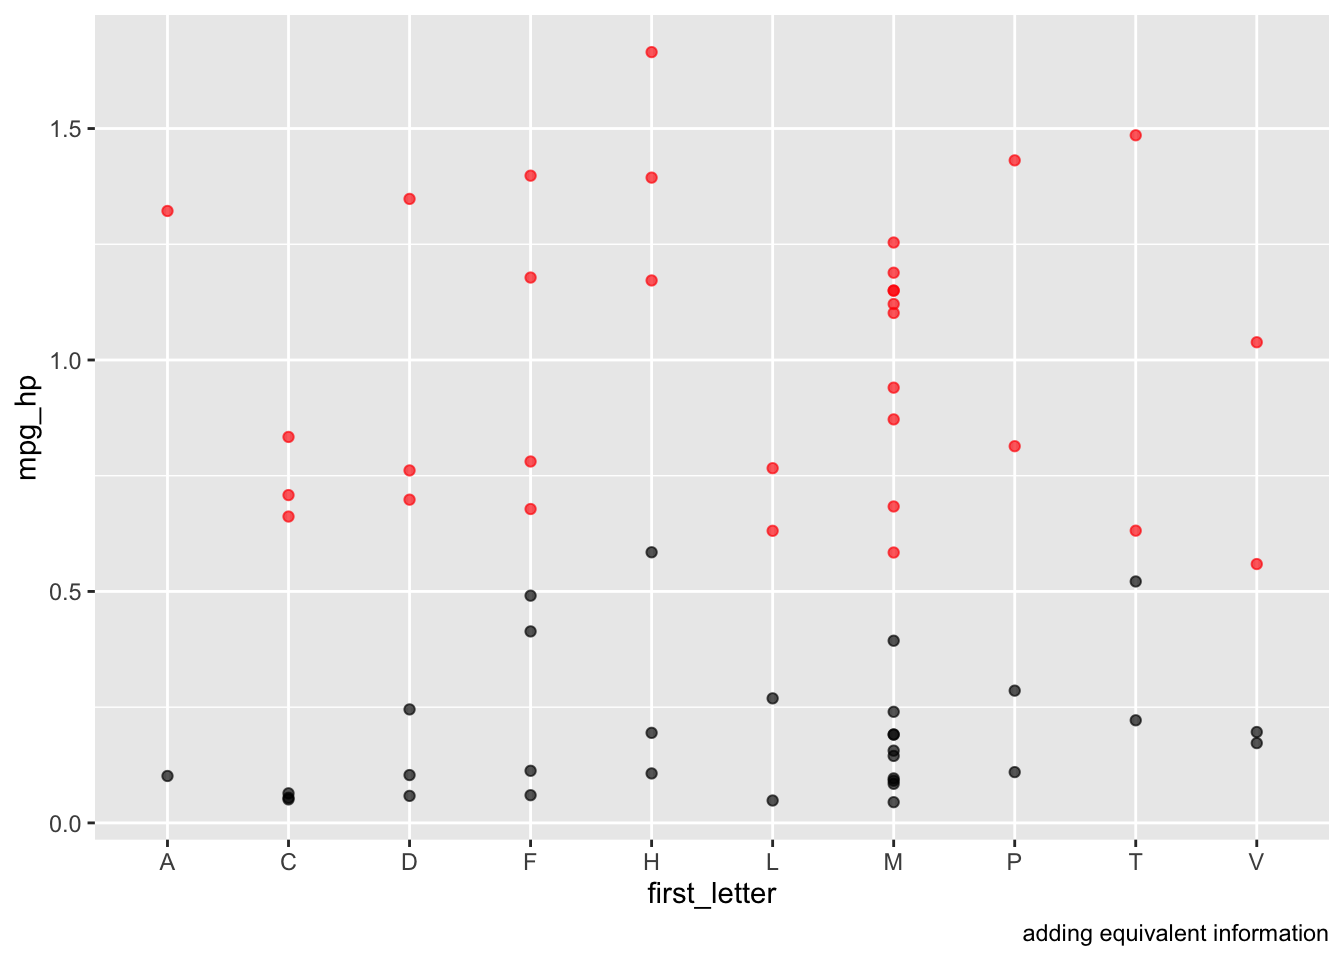 mpg_hp
1.5
1.0
0.5
0.0
A C D F H L M P T V
first_letter
adding equivalent information